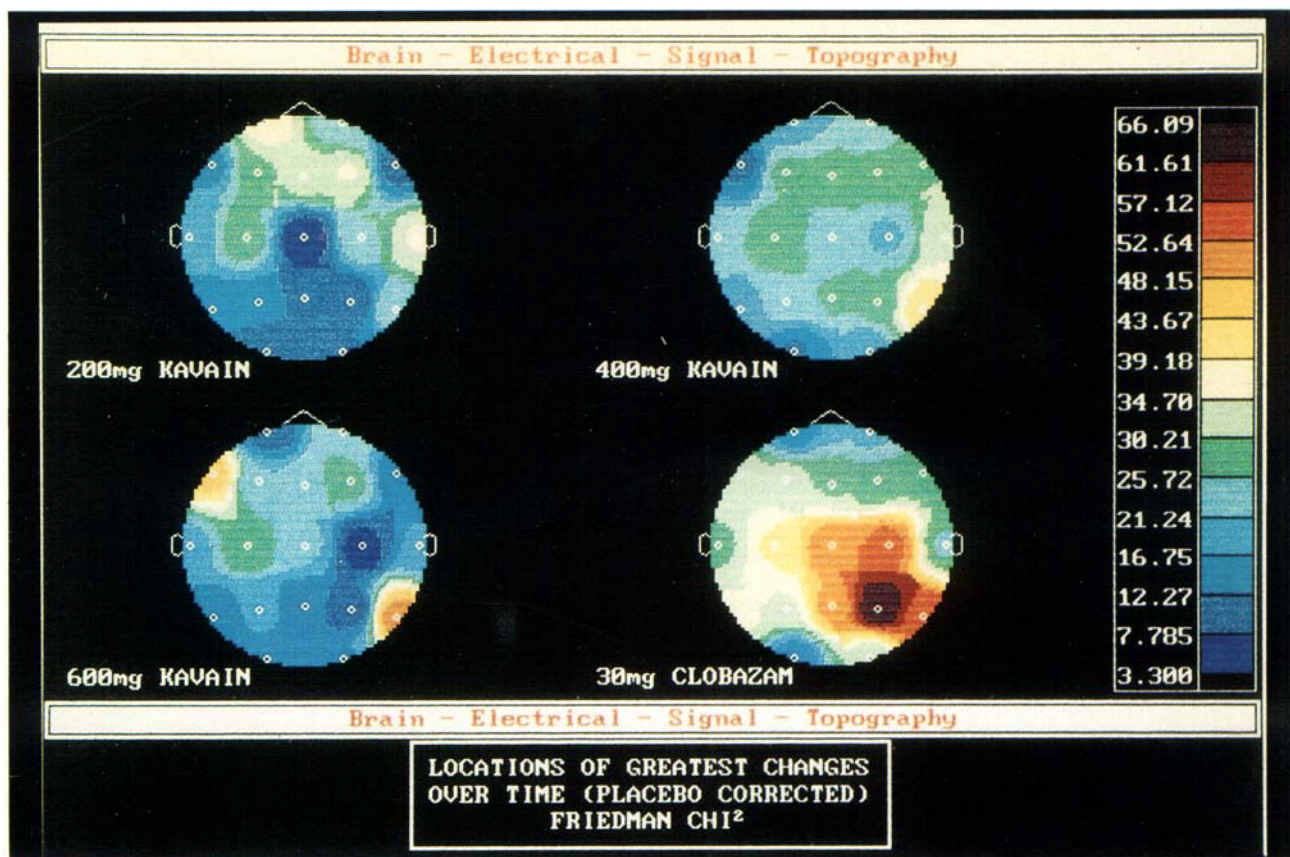 Brain - Electrical - Signal - Topography
66.09
61.61
57.12
52.64
48.15
43.67
39.18
34.70
30.21
25.72
21.24
16.75
12.27
7.785
3.300
200mg KAVAIN
400mg KAVAIN
600mg KAVAIN
30mg CLOBAZAM
Brain - Electrical - Signal - Topography
LOCATIONS OF GREATEST CHANGES
OVER TIME (PLACEBO CORRECTED)
FRIEDMAN CHI²